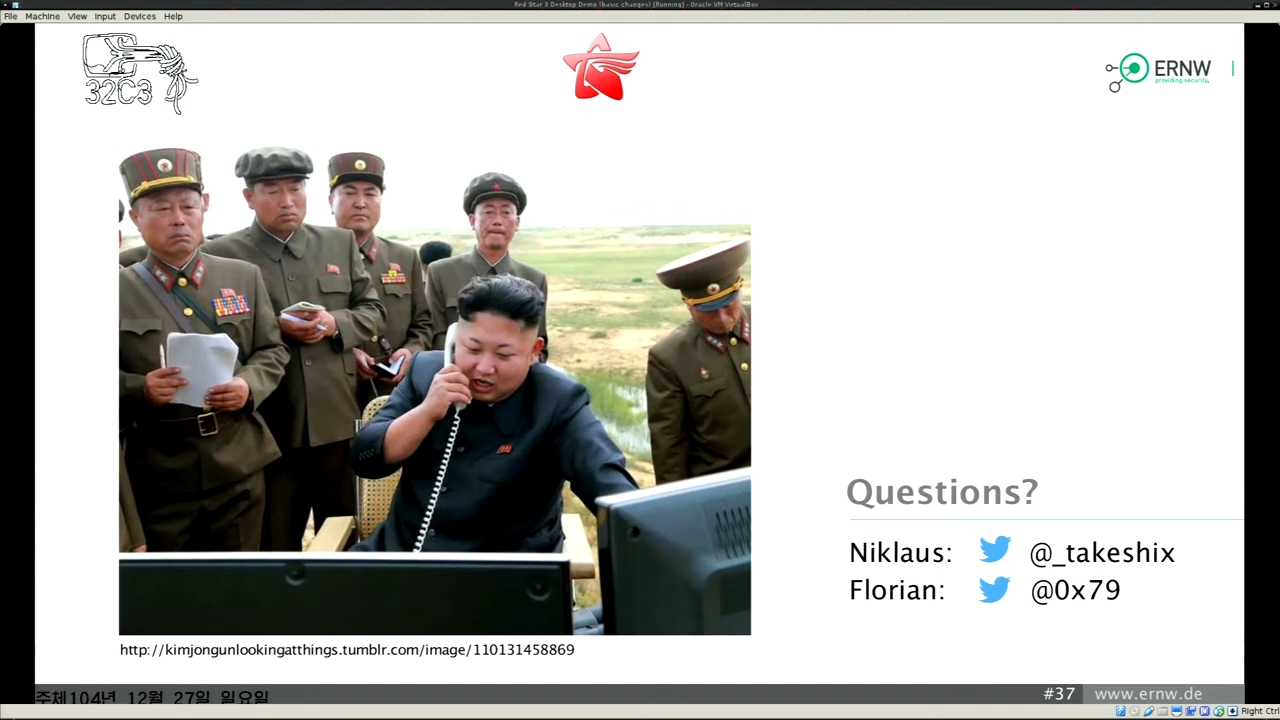 Red Star 3 Desktop Demo (basic changes) [Running] - Oracle VM VirtualBox
File Machine View Input Devices Help
32C3
ERNW
providing security.
Questions?
Niklaus: @_takeshix
Florian: @0x79
http://kimjongunlookingatthings.tumblr.com/image/110131458869
주체104년 12월 27일 일요일
#37 www.ernw.de
Right Ctrl